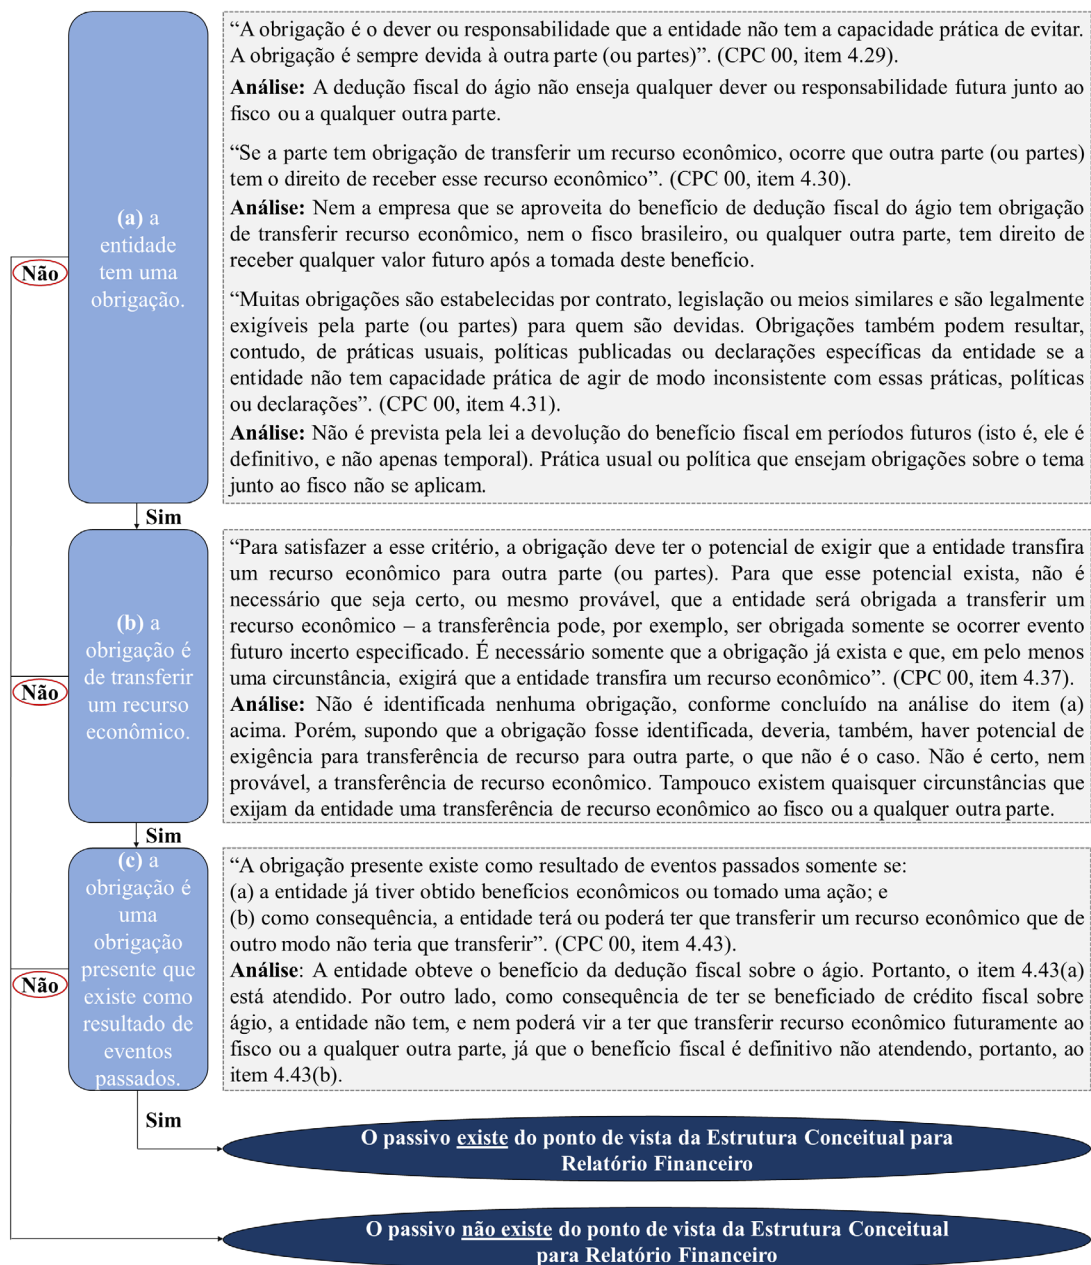 “A obrigação é o dever ou responsabilidade que a entidade não tem a capacidade prática de evitar.
A obrigação é sempre devida à outra parte (ou partes)”. (CPC 00, item 4.29).
Análise: A dedução fiscal do ágio não enseja qualquer dever ou responsabilidade futura junto ao
fisco ou a qualquer outra parte.
“Se a parte tem obrigação de transferir um recurso econômico, ocorre que outra parte (ou partes)
tem o direito de receber esse recurso econômico”. (CPC 00, item 4.30).
(a) a
entidade
tem uma
obrigação.
Análise: Nem a empresa que se aproveita do benefício de dedução fiscal do ágio tem obrigação
de transferir recurso econômico, nem o fisco brasileiro, ou qualquer outra parte, tem direito de
receber qualquer valor futuro após a tomada deste benefício.
Não
“Muitas obrigações são estabelecidas por contrato, legislação ou meios similares e são legalmente
exigíveis pela parte (ou partes) para quem são devidas. Obrigações também podem resultar,
contudo, de práticas usuais, políticas publicadas ou declarações específicas da entidade se a
entidade não tem capacidade prática de agir de modo inconsistente com essas práticas, políticas
ou declarações”. (CPC 00, item 4.31).
Análise: Não é prevista pela lei a devolução do benefício fiscal em períodos futuros (isto é, ele é
definitivo, e não apenas temporal). Prática usual ou política que ensejam obrigações sobre o tema
junto ao fisco não se aplicam.
Sim
“Para satisfazer a esse critério, a obrigação deve ter o potencial de exigir que a entidade transfira
um recurso econômico para outra parte (ou partes). Para que esse potencial exista, não é
necessário que seja certo, ou mesmo provável, que a entidade será obrigada a transferir um
recurso econômico – a transferência pode, por exemplo, ser obrigada somente se ocorrer evento
futuro incerto especificado. É necessário somente que a obrigação já exista e que, em pelo menos
uma circunstância, exigirá que a entidade transfira um recurso econômico”. (CPC 00, item 4.37).
(b) a
obrigação é
de transferir
um recurso
econômico.
Não
Análise: Não é identificada nenhuma obrigação, conforme concluído na análise do item (a)
acima. Porém, supondo que a obrigação fosse identificada, deveria, também, haver potencial de
exigência para transferência de recurso para outra parte, o que não é o caso. Não é certo, nem
provável, a transferência de recurso econômico. Tampouco existem quaisquer circunstâncias que
exijam da entidade uma transferência de recurso econômico ao fisco ou a qualquer outra parte.
Sim
(c) a
obrigação é
uma
obrigação
presente que
existe como
resultado de
eventos
passados.
Não
“A obrigação presente existe como resultado de eventos passados somente se:
(a) a entidade já tiver obtido benefícios econômicos ou tomado uma ação; e
(b) como consequência, a entidade terá ou poderá ter que transferir um recurso econômico que de
outro modo não teria que transferir”. (CPC 00, item 4.43).
Análise: A entidade obteve o benefício da dedução fiscal sobre o ágio. Portanto, o item 4.43(a)
está atendido. Por outro lado, como consequência de ter se beneficiado de crédito fiscal sobre
ágio, a entidade não tem, e nem poderá vir a ter que transferir recurso econômico futuramente ao
fisco ou a qualquer outra parte, já que o benefício fiscal é definitivo não atendendo, portanto, ao
item 4.43(b).
Sim
O passivo existe do ponto de vista da Estrutura Conceitual para
Relatório Financeiro
O passivo não existe do ponto de vista da Estrutura Conceitual
para Relatório Financeiro